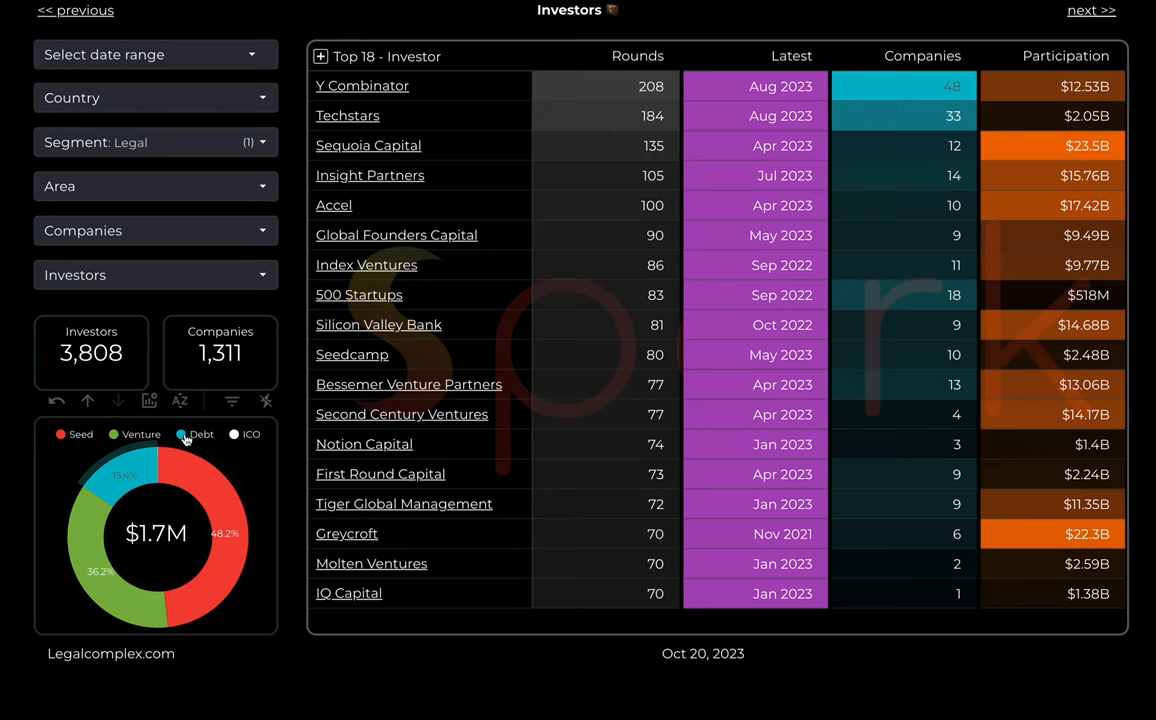 << previous
Investors
next >>
Select date range
Country
Segment: Legal (1)
Area
Companies
Investors
Investors
3,808
Companies
1,311
Seed Venture Debt ICO
15.4%
$1.7M
48.2%
36.2%
Legalcomplex.com
Top 18 - Investor Rounds Latest Companies Participation
Y Combinator 208 Aug 2023 48 $12.53B
Techstars 184 Aug 2023 33 $2.05B
Sequoia Capital 135 Apr 2023 12 $23.5B
Insight Partners 105 Jul 2023 14 $15.76B
Accel 100 Apr 2023 10 $17.42B
Global Founders Capital 90 May 2023 9 $9.49B
Index Ventures 86 Sep 2022 11 $9.77B
500 Startups 83 Sep 2022 18 $518M
Silicon Valley Bank 81 Oct 2022 9 $14.68B
Seedcamp 80 May 2023 10 $2.48B
Bessemer Venture Partners 77 Apr 2023 13 $13.06B
Second Century Ventures 77 Apr 2023 4 $14.17B
Notion Capital 74 Jan 2023 3 $1.4B
First Round Capital 73 Apr 2023 9 $2.24B
Tiger Global Management 72 Jan 2023 9 $11.35B
Greycroft 70 Nov 2021 6 $22.3B
Molten Ventures 70 Jan 2023 2 $2.59B
IQ Capital 70 Jan 2023 1 $1.38B
Oct 20, 2023